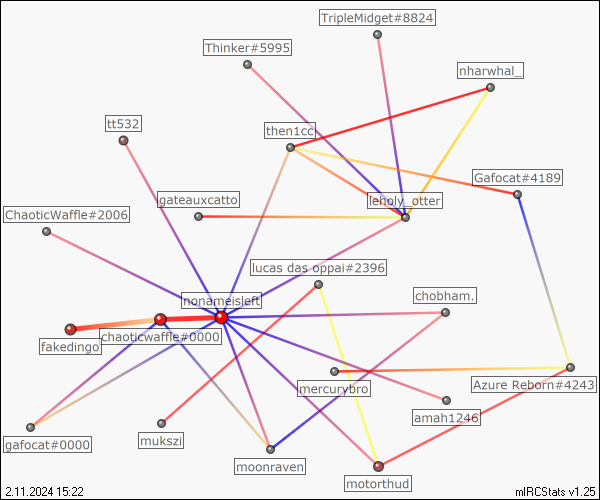 TripleMidget#8824
Thinker#5995
nharwhal_
tt532
then1cc
Gafocat#4189
gateauxcatto
leholy_otter
ChaoticWaffle#2006
lucas das oppai#2396
nonameisleft
chobham.
chaoticwaffle#0000
fakedingo
mercurybro
Azure Reborn#4243
amah1246
gafocat#0000
mukszi
moonraven
motorthud
2.11.2024 15:22
mIRCStats v1.25